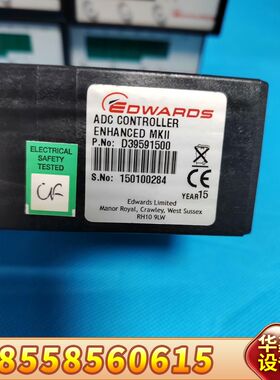 EDWARDS
ADC CONTROLLER
ENHANCED MKII
P.No: D39591500
S.No: 150100284
YEAR15
Edwards Limited
Manor Royal, Crawley, West Sussex
RH10 9LW
ELECTRICAL
SAFETY
TESTED
18558560615
设备